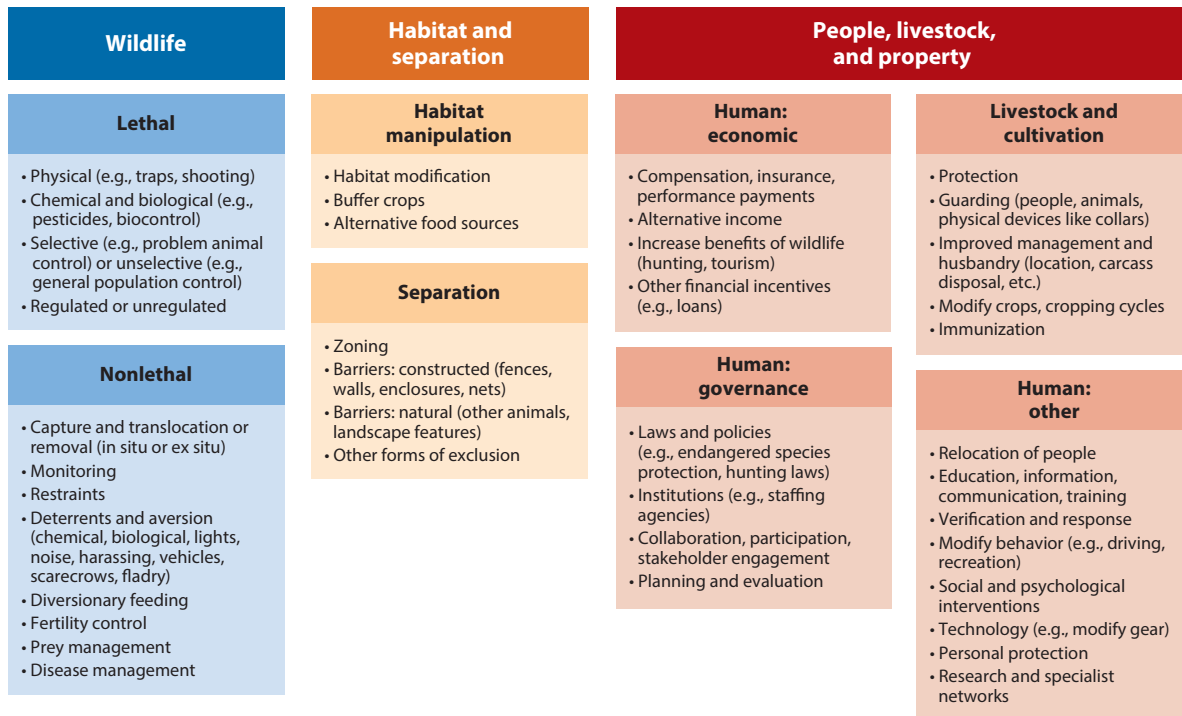 Wildlife
Lethal
• Physical (e.g., traps, shooting)
• Chemical and biological (e.g.,
pesticides, biocontrol)
• Selective (e.g., problem animal
control) or unselective (e.g.,
general population control)
• Regulated or unregulated
Nonlethal
• Capture and translocation or
removal (in situ or ex situ)
• Monitoring
• Restraints
• Deterrents and aversion
(chemical, biological, lights,
noise, harassing, vehicles,
scarecrows, fladry)
• Diversionary feeding
• Fertility control
• Prey management
• Disease management
Habitat and
separation
Habitat
manipulation
• Habitat modification
• Buffer crops
• Alternative food sources
Separation
• Zoning
• Barriers: constructed (fences,
walls, enclosures, nets)
• Barriers: natural (other animals,
landscape features)
• Other forms of exclusion
People, livestock,
and property
Human:
economic
• Compensation, insurance,
performance payments
• Alternative income
• Increase benefits of wildlife
(hunting, tourism)
• Other financial incentives
(e.g., loans)
Human:
governance
• Laws and policies
(e.g., endangered species
protection, hunting laws)
• Institutions (e.g., staffing
agencies)
• Collaboration, participation,
stakeholder engagement
• Planning and evaluation
Livestock and
cultivation
• Protection
• Guarding (people, animals,
physical devices like collars)
• Improved management and
husbandry (location, carcass
disposal, etc.)
• Modify crops, cropping cycles
• Immunization
Human:
other
• Relocation of people
• Education, information,
communication, training
• Verification and response
• Modify behavior (e.g., driving,
recreation)
• Social and psychological
interventions
• Technology (e.g., modify gear)
• Personal protection
• Research and specialist
networks